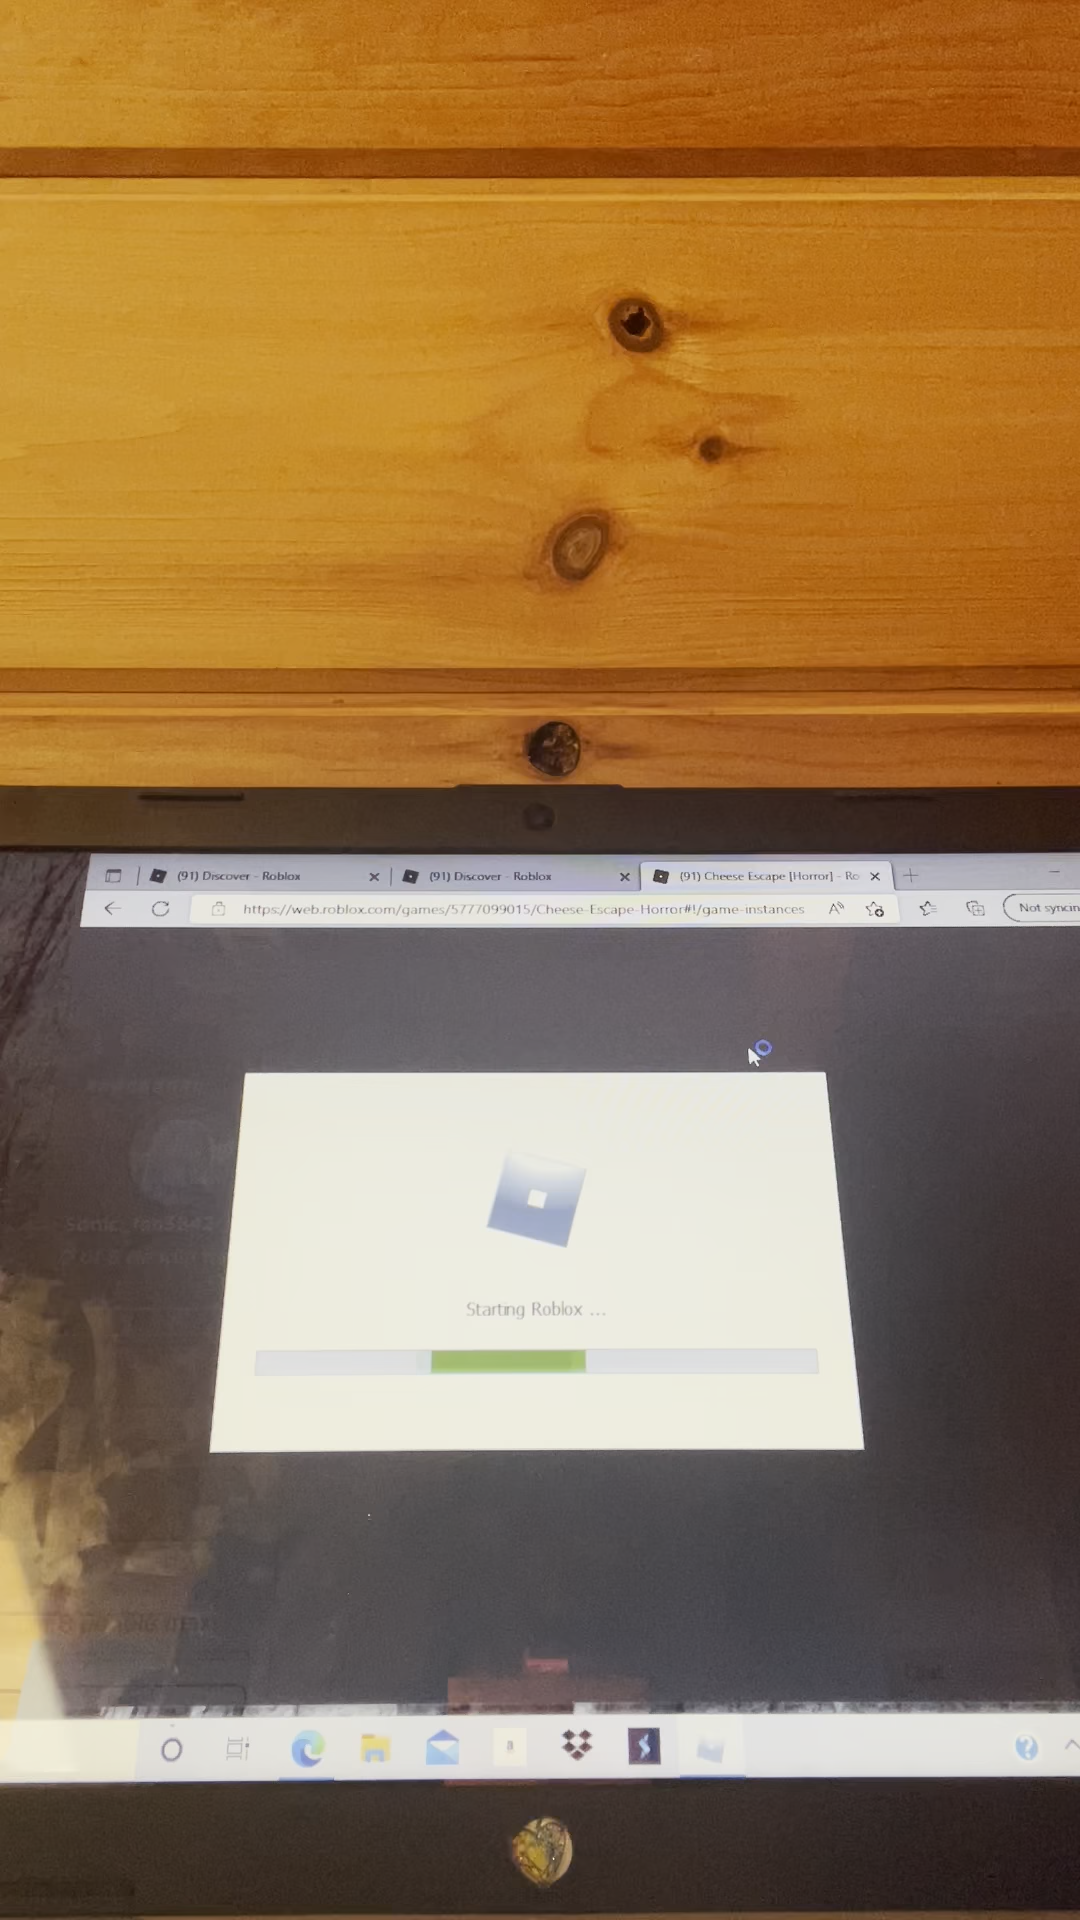 (91) Discover - Roblox
(91) Discover - Roblox
(91) Cheese Escape [Horror] - Ro
https://web.roblox.com/games/5777099015/Cheese-Escape-Horror#!/game-instances
Not syncin
Starting Roblox ...